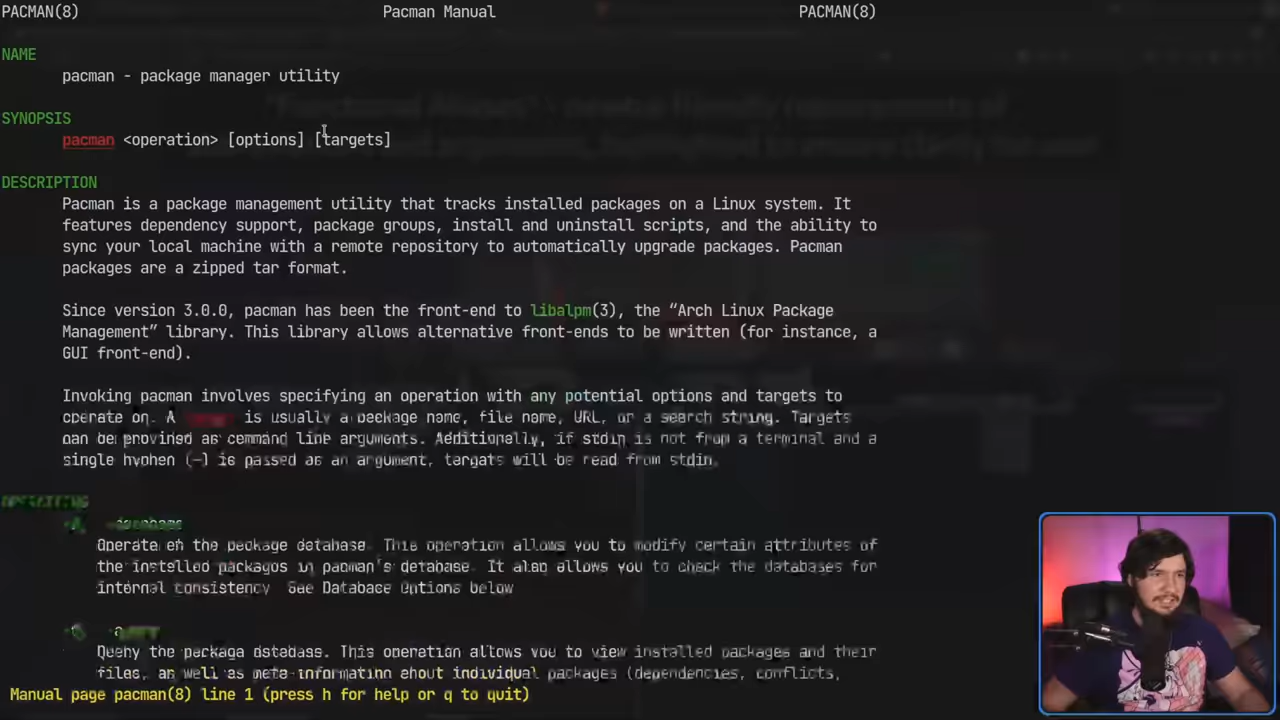 PACMAN(8) Pacman Manual PACMAN(8)
NAME
pacman - package manager utility
SYNOPSIS
pacman <operation> [options] [targets]
DESCRIPTION
Pacman is a package management utility that tracks installed packages on a Linux system. It
features dependency support, package groups, install and uninstall scripts, and the ability to
sync your local machine with a remote repository to automatically upgrade packages. Pacman
packages are a zipped tar format.
Since version 3.0.0, pacman has been the front-end to libalpm(3), the “Arch Linux Package
Management” library. This library allows alternative front-ends to be written (for instance, a
GUI front-end).
Invoking pacman involves specifying an operation with any potential options and targets to
operate on. A is usually a package name, file name, URL, or a search string. Targets
can be provided as command line arguments. Additionally, if stdin is not from a terminal and a
single hyphen (-) is passed as an argument, targets will be read from stdin.
Operate on the package database. This operation allows you to modify certain attributes of
the installed packages in pacman's database. It also allows you to check the databases for
internal consistency See Database Options below
Query the package database. This operation allows you to view installed packages and their
files, as well as meta-information about individual packages (dependencies, conflicts,
Manual page pacman(8) line 1 (press h for help or q to quit)